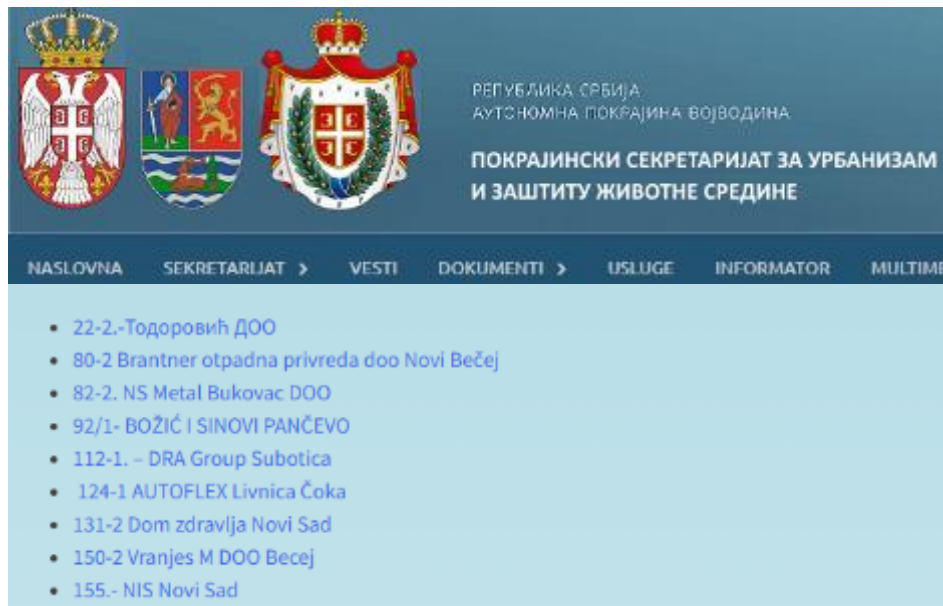 РЕПУБЛИКА СРБИЈА
АУТОНОМНА ПОКРАЈИНА ВОЈВОДИНА
ПОКРАЈИНСКИ СЕКРЕТАРИЈАТ ЗА УРБАНИЗАМ
И ЗАШТИТУ ЖИВОТНЕ СРЕДИНЕ
NASLOVNA SEKRETARIJAT > VESTI DOKUMENTI > USLUGE INFORMATOR MULTIME
• 22-2.-Тодоровић ДОО
• 80-2 Brantner otpadna privreda doo Novi Bečej
• 82-2. NS Metal Bukovac DOO
• 92/1- BOŽIĆ I SINOVI PANČEVO
• 112-1. – DRA Group Subotica
• 124-1 AUTOFLEX Livnica Čoka
• 131-2 Dom zdravlja Novi Sad
• 150-2 Vranjes M DOO Becej
• 155.- NIS Novi Sad